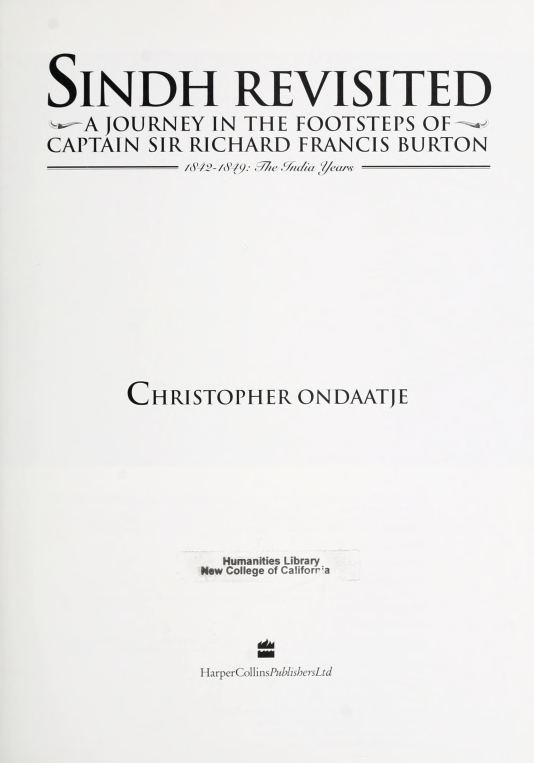 SINDH REVISITED
A JOURNEY IN THE FOOTSTEPS OF
CAPTAIN SIR RICHARD FRANCIS BURTON
1842-1849: The India Years
CHRISTOPHER ONDAATJE
Humanities Library
New College of California
HarperCollinsPublishersLtd